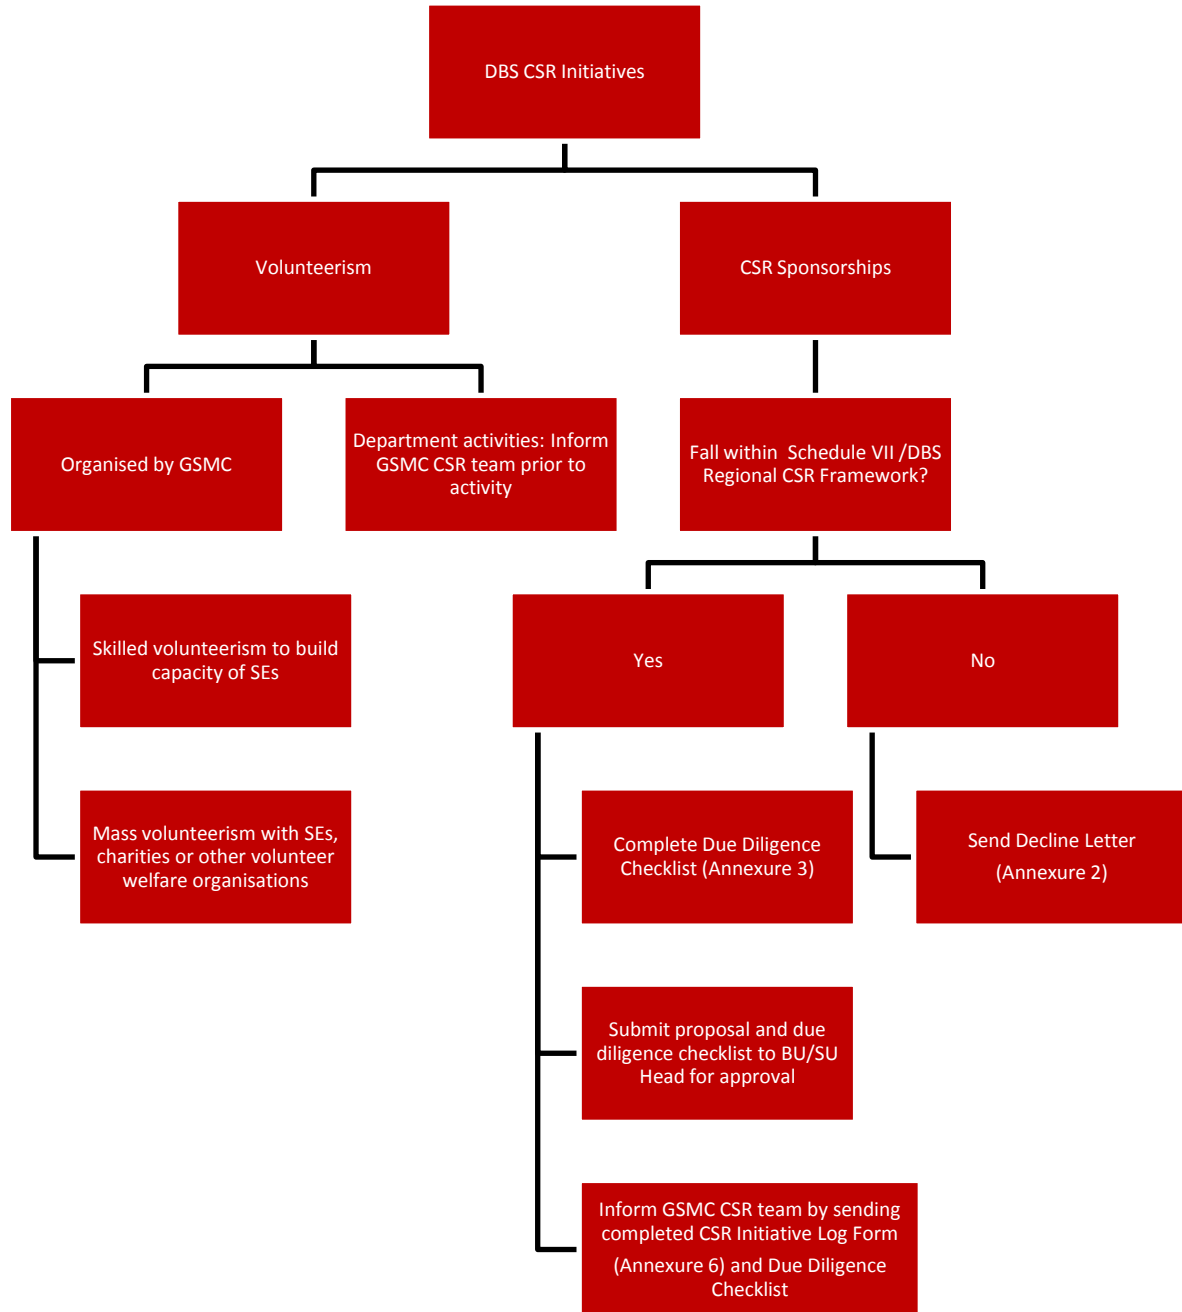 DBS CSR Initiatives
Volunteerism
CSR Sponsorships
Organised by GSMC
Department activities: Inform
GSMC CSR team prior to
activity
Fall within  Schedule VII /DBS
Regional CSR Framework?
Skilled volunteerism to build
capacity of SEs
Yes
No
Mass volunteerism with SEs,
charities or other volunteer
welfare organisations
Complete Due Diligence
Checklist (Annexure 3)
Send Decline Letter
(Annexure 2)
Submit proposal and due
diligence checklist to BU/SU
Head for approval
Inform GSMC CSR team by sending
completed CSR Initiative Log Form
(Annexure 6) and Due Diligence
Checklist